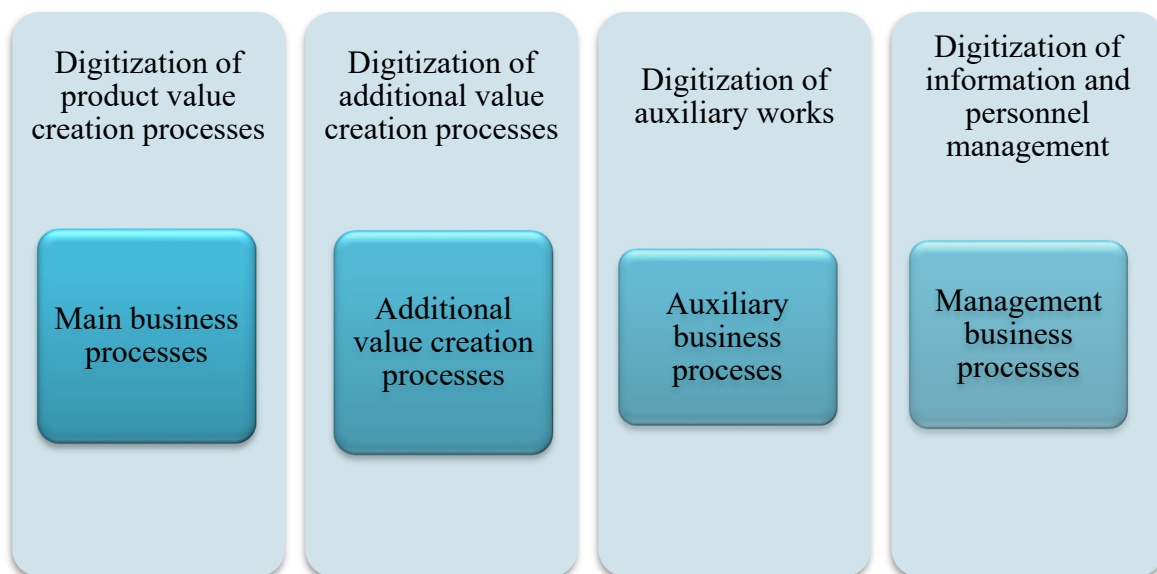 Digitization of
product value
creation processes
Main business
processes
Digitization of
additional value
creation processes
Additional
value creation
processes
Digitization of
auxiliary works
Auxiliary
business
proceses
Digitization of
information and
personnel
management
Management
business
processes